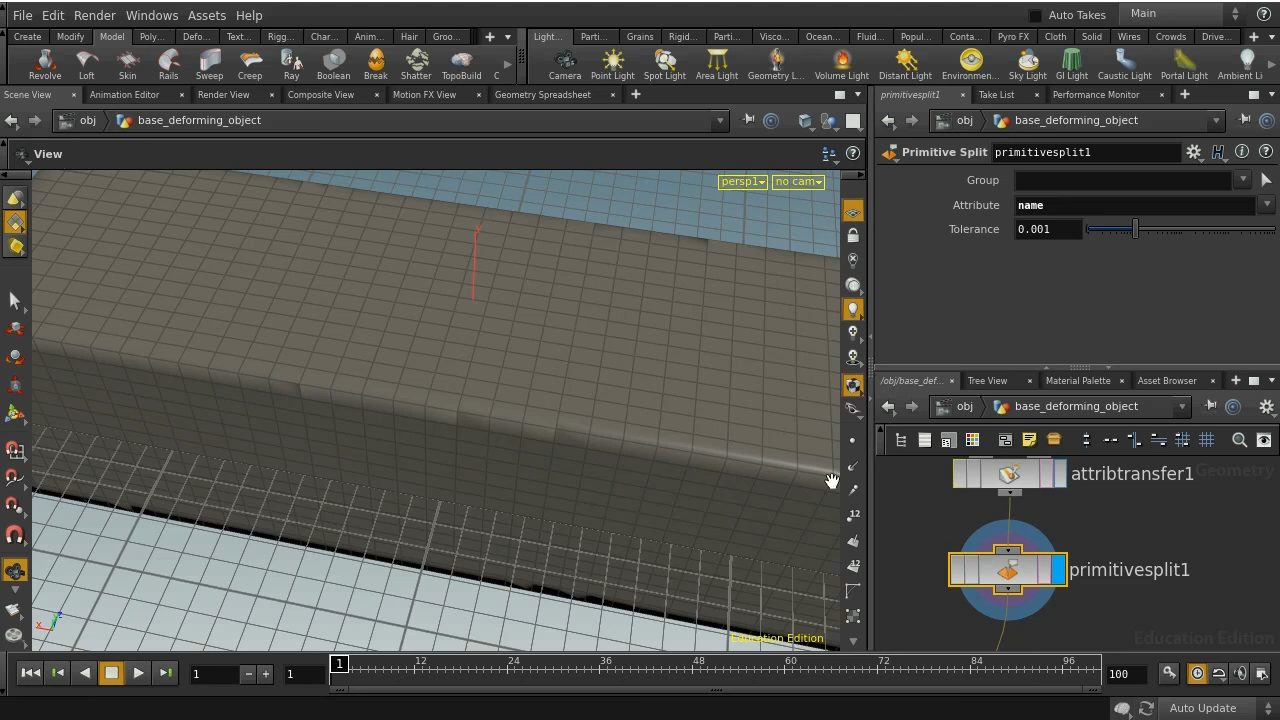 File Edit Render Windows Assets Help Auto Takes Main
Create Modify Model Poly... Defo... Text... Rigg... Char... Anim... Hair Groo... Light... Parti... Grains Rigid... Parti... Visco... Ocean... Fluid... Popul... Conta... Pyro FX Cloth Solid Wires Crowds Drive...
Revolve Loft Skin Rails Sweep Creep Ray Boolean Break Shatter TopoBuild C Camera Point Light Spot Light Area Light Geometry L... Volume Light Distant Light Environmen... Sky Light GI Light Caustic Light Portal Light Ambient Li
Scene View Animation Editor Render View Composite View Motion FX View Geometry Spreadsheet primitivesplit1 Take List Performance Monitor
obj base_deforming_object obj base_deforming_object
View Primitive Split primitivesplit1
persp1 no cam Group
Attribute name
Tolerance 0.001
y
/obj/base_def... Tree View Material Palette Asset Browser
obj base_deforming_object
attribtransfer1 Geometry
12
12
primitivesplit1
x z
Education Edition Education Edition
1 1 1 12 24 36 48 60 72 84 96 100
Auto Update